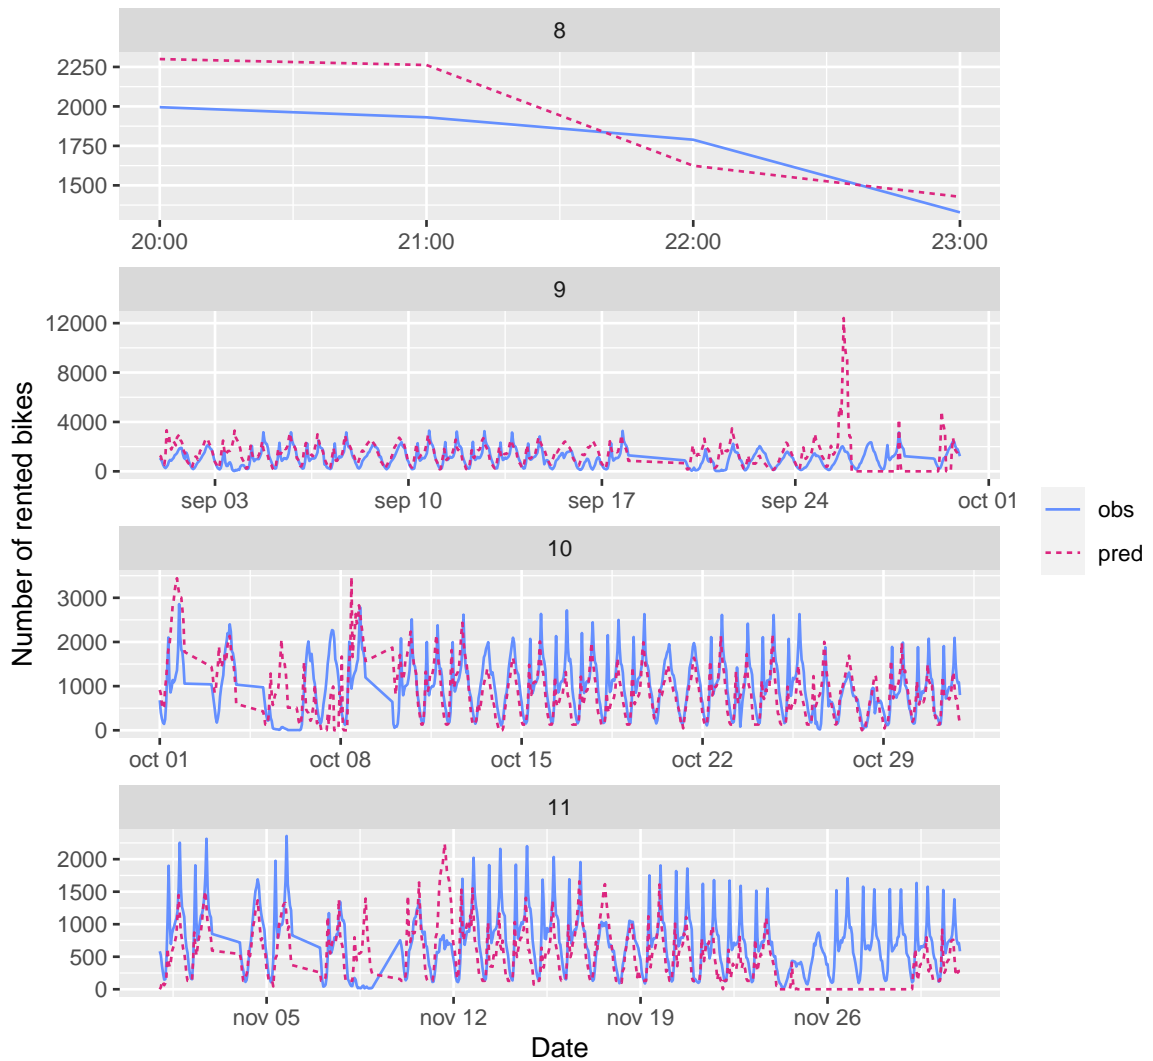 8
2250
2000
1750
1500
20:00 21:00 22:00 23:00
9
12000
8000
4000
0
sep 03 sep 10 sep 17 sep 24 oct 01
Number of rented bikes
obs
pred
10
3000
2000
1000
0
oct 01 oct 08 oct 15 oct 22 oct 29
11
2000
1500
1000
500
0
nov 05 nov 12 nov 19 nov 26
Date